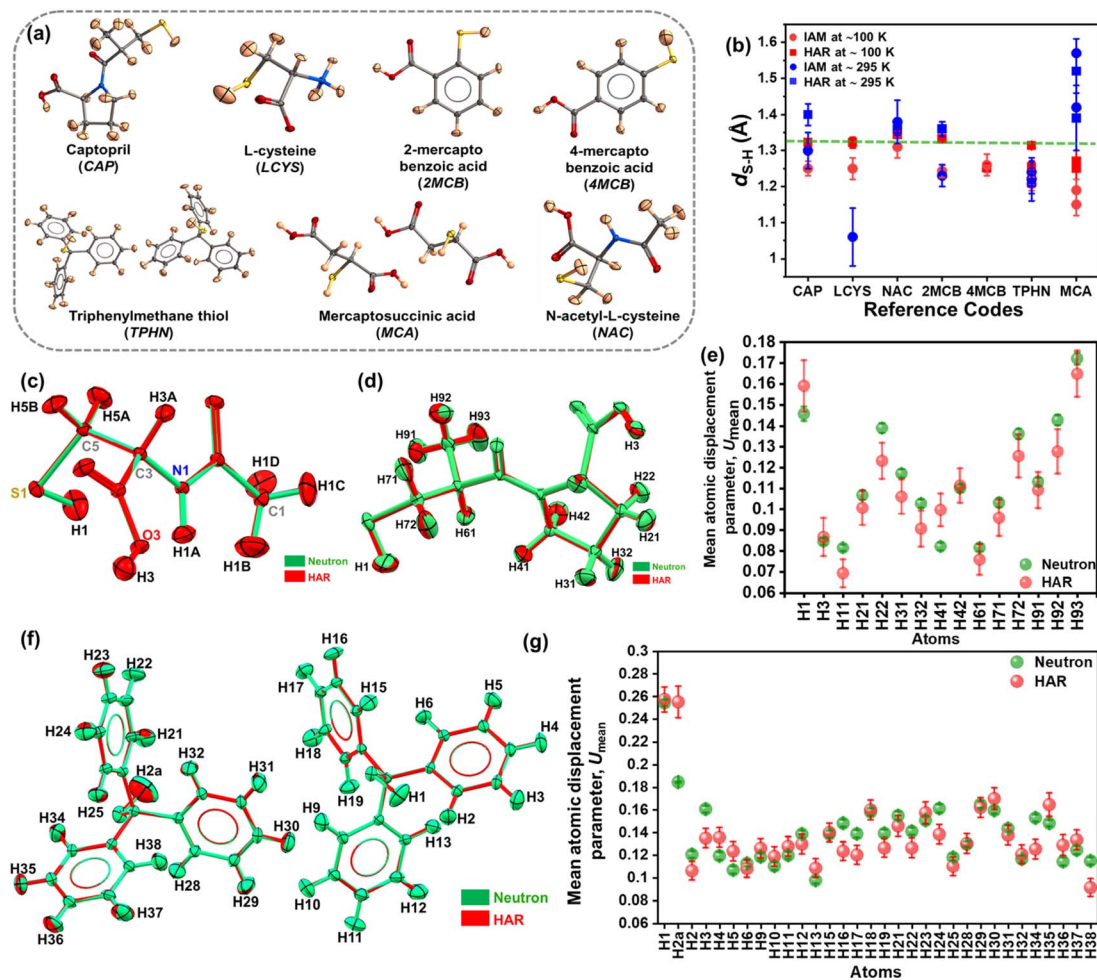 (a)
Captopril
(CAP)
L-cysteine
(LCYS)
2-mercapto
benzoic acid
(2MCB)
4-mercapto
benzoic acid
(4MCB)
Triphenylmethane thiol
(TPHN)
Mercaptosuccinic acid
(MCA)
N-acetyl-L-cysteine
(NAC)
(b)
IAM at ~100 K
HAR at ~ 100 K
IAM at ~ 295 K
HAR at ~ 295 K
1.6
1.5
1.4
1.3
1.2
1.1
1
dS-H (Å)
CAP LCYS NAC 2MCB 4MCB TPHN MCA
Reference Codes
(c)
H5B
H5A
H3A
C5
C3
N1
S1
H1
O3
H3
H1A
H1D
H1C
C1
H1B
Neutron
HAR
(d)
H92
H93
H91
H71
H72
H61
H1
H3
H22
H21
H42
H41
H32
H31
Neutron
HAR
(e)
Mean atomic displacement
parameter, Umean
0.18
0.17
0.16
0.15
0.13
0.12
0.11
0.1
0.09
0.08
0.07
0.06
Neutron
HAR
H1 H3 H11 H21 H22 H31 H32 H41 H42 H61 H71 H72 H91 H92 H93
Atoms
(f)
H23
H22
H24
H21
H25
H2a
H32
H31
H30
H29
H28
H34
H35
H36
H37
H38
H16
H17
H15
H18
H19
H6
H5
H4
H3
H2
H1
H9
H13
H10
H11
H12
Neutron
HAR
(g)
Mean atomic displacement
parameter, Umean
0.3
0.28
0.26
0.24
0.22
0.2
0.18
0.16
0.14
0.12
0.1
0.08
0.06
Neutron
HAR
H1 H2a H2 H3 H4 H5 H6 H9 H10 H11 H12 H13 H15 H16 H17 H18 H19 H21 H22 H23 H24 H25 H28 H29 H30 H31 H32 H34 H35 H36 H37 H38
Atoms